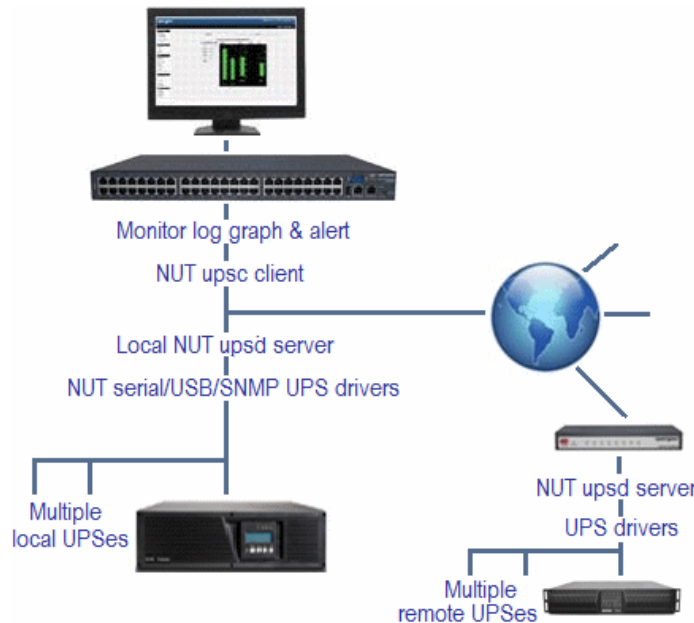 Monitor log graph & alert
NUT upsc client
Local NUT upsd server
NUT serial/USB/SNMP UPS drivers
Multiple
local UPSes
NUT upsd server
UPS drivers
Multiple
remote UPSes